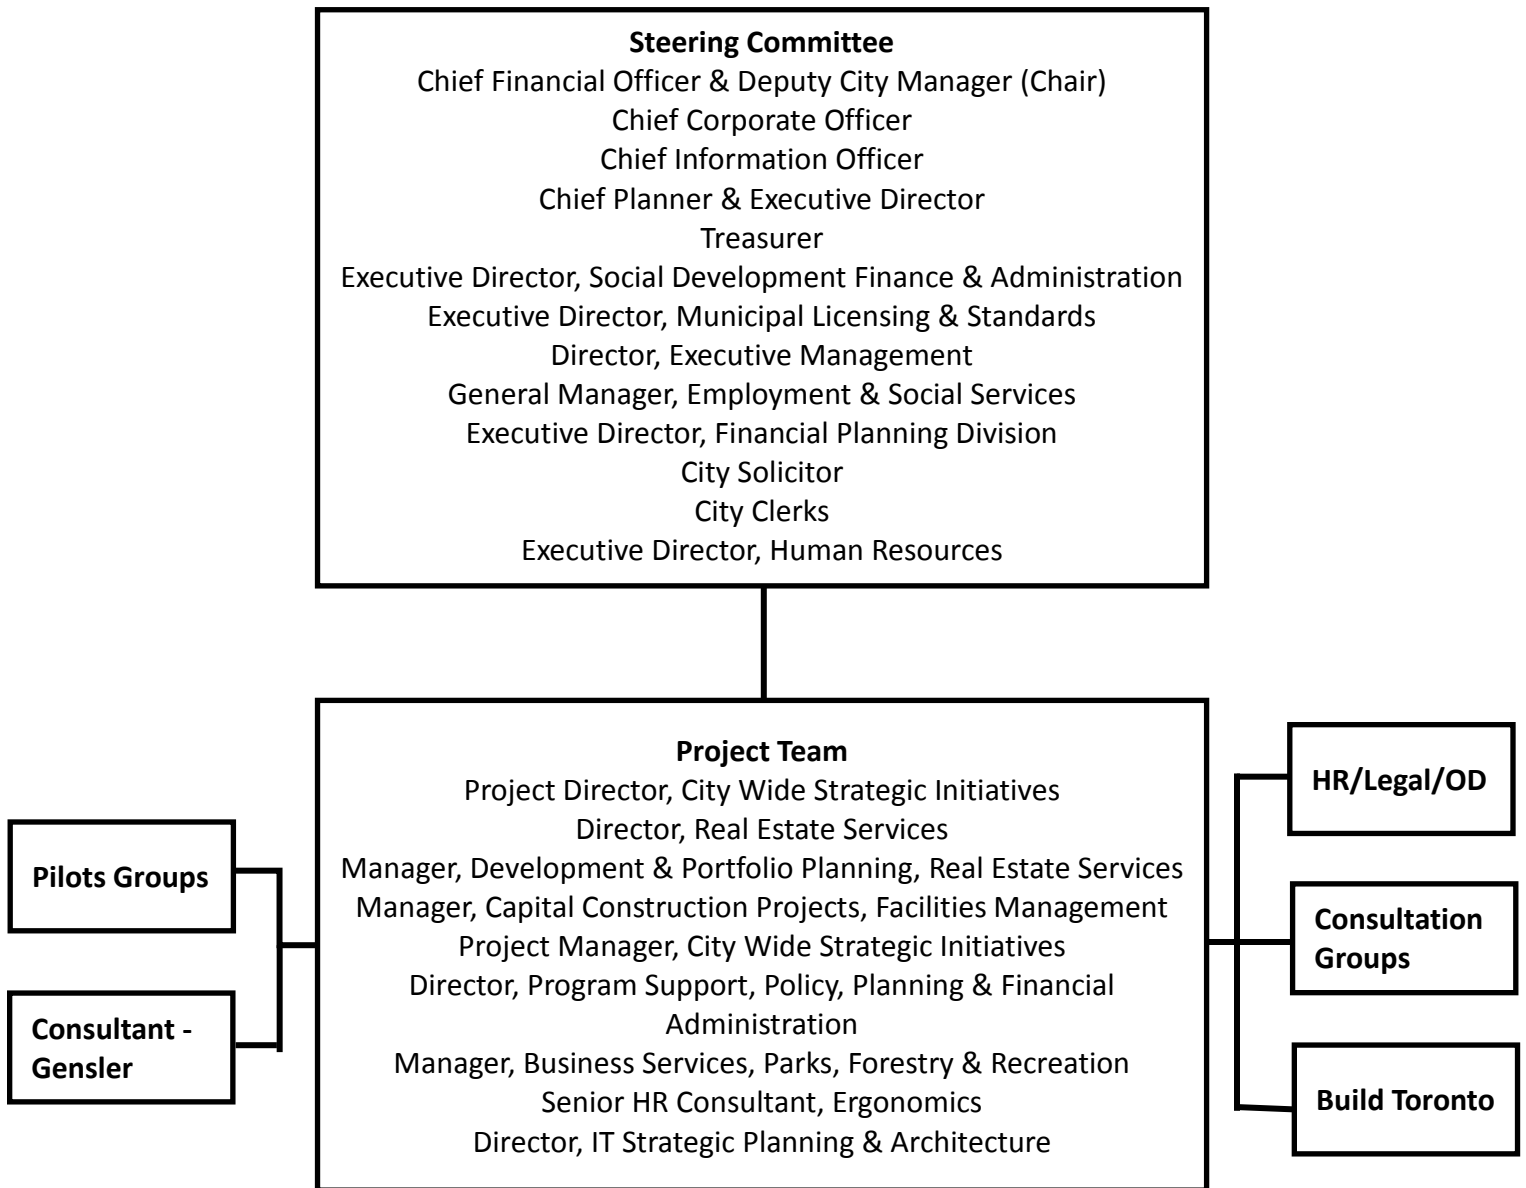 Steering Committee
Chief Financial Officer & Deputy City Manager (Chair)
Chief Corporate Officer
Chief Information Officer
Chief Planner & Executive Director
Treasurer
Executive Director, Social Development Finance & Administration
Executive Director, Municipal Licensing & Standards
Director, Executive Management
General Manager, Employment & Social Services
Executive Director, Financial Planning Division
City Solicitor
City Clerks
Executive Director, Human Resources
Pilots Groups
Consultant -
Gensler
Project Team
Project Director, City Wide Strategic Initiatives
Director, Real Estate Services
Manager, Development & Portfolio Planning, Real Estate Services
Manager, Capital Construction Projects, Facilities Management
Project Manager, City Wide Strategic Initiatives
Director, Program Support, Policy, Planning & Financial
Administration
Manager, Business Services, Parks, Forestry & Recreation
Senior HR Consultant, Ergonomics
Director, IT Strategic Planning & Architecture
HR/Legal/OD
Consultation
Groups
Build Toronto